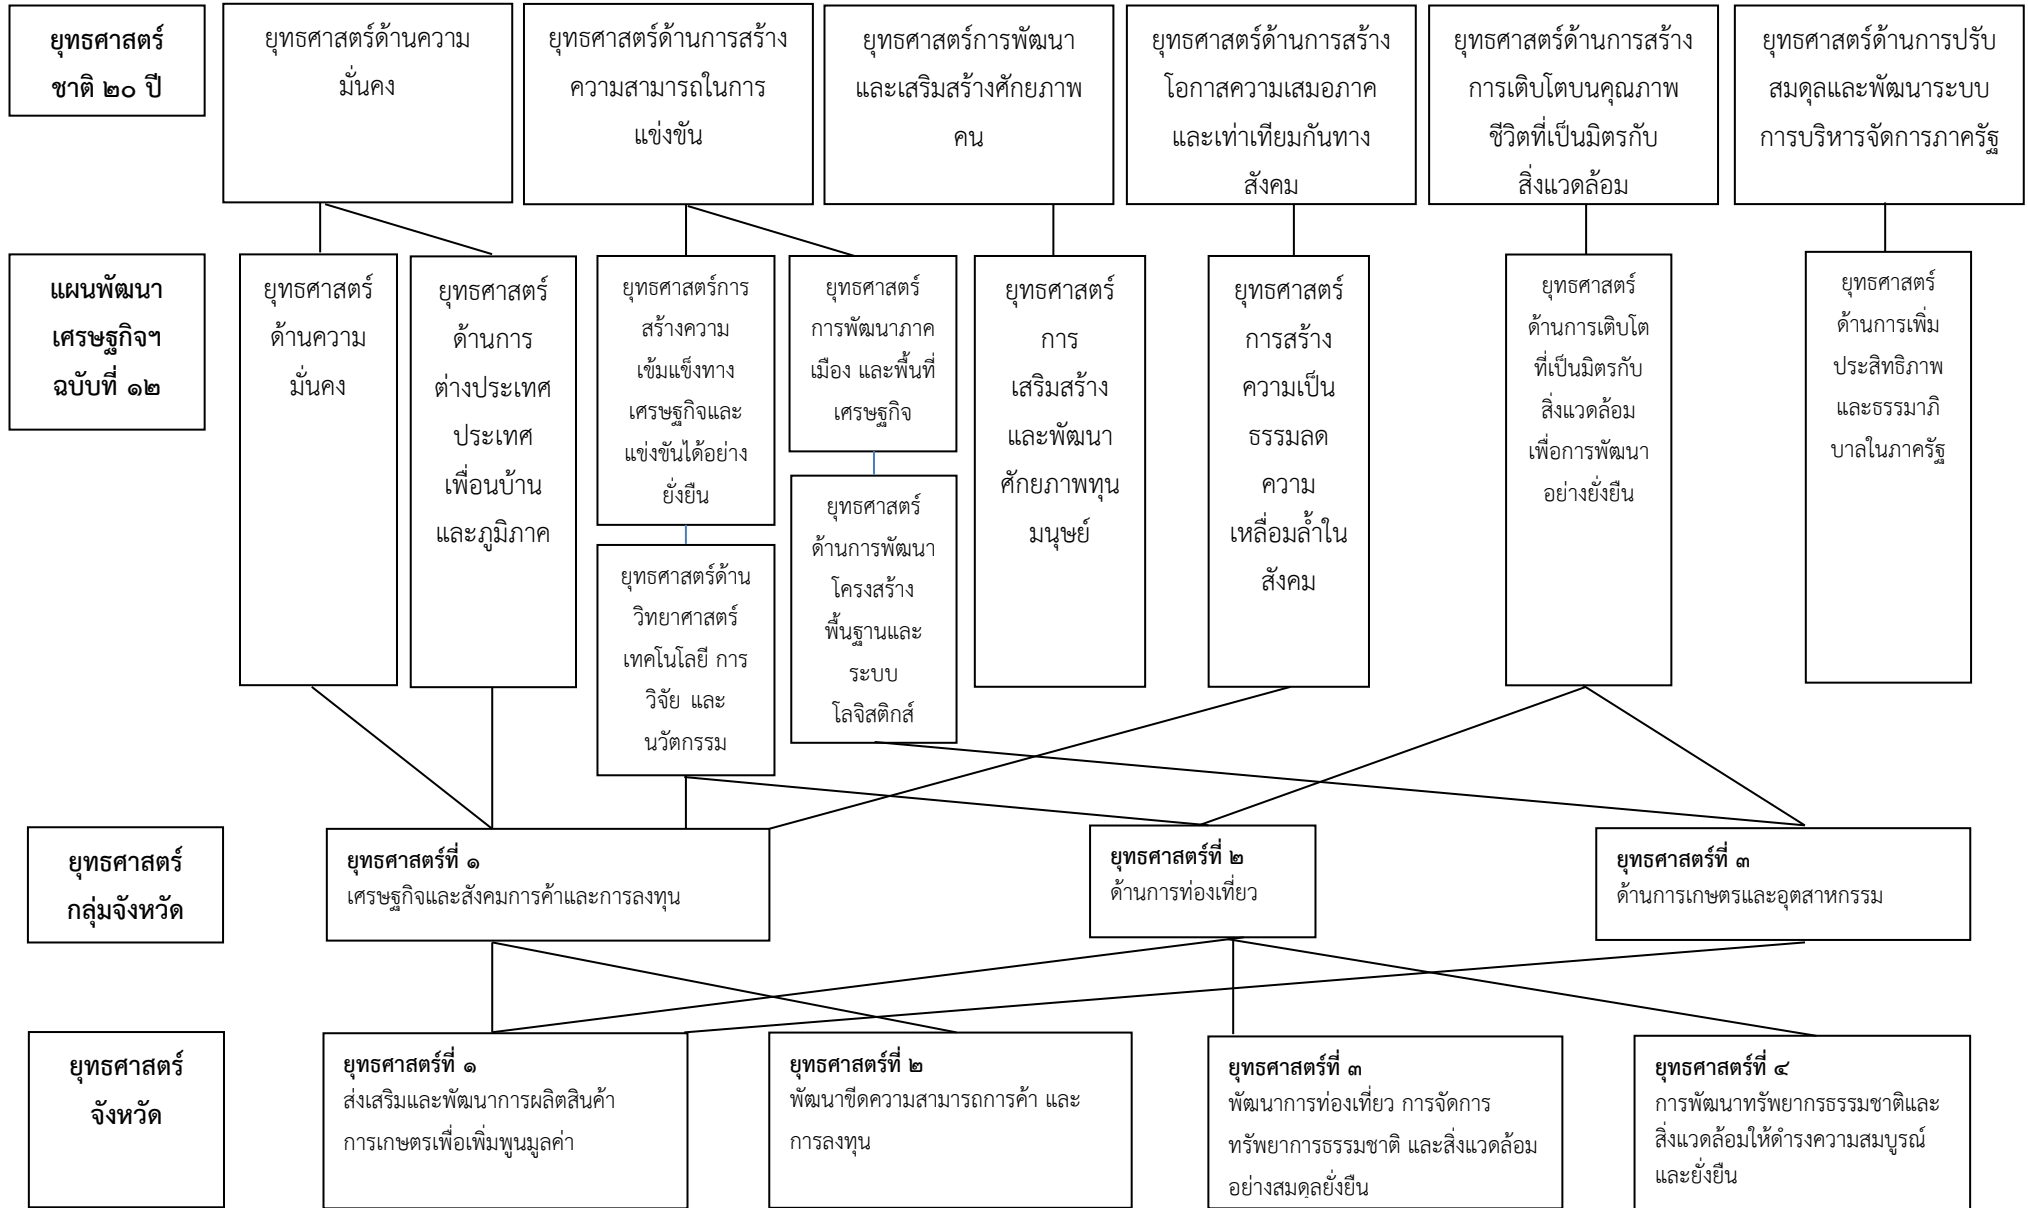 ยุทธศาสตร์
ชาติ ๒๐ ปี
ยุทธศาสตร์ด้านความ
มั่นคง
ยุทธศาสตร์ด้านการสร้าง
ความสามารถในการ
แข่งขัน
ยุทธศาสตร์การพัฒนา
และเสริมสร้างศักยภาพ
คน
ยุทธศาสตร์ด้านการสร้าง
โอกาสความเสมอภาค
และเท่าเทียมกันทาง
สังคม
ยุทธศาสตร์ด้านการสร้าง
การเติบโตบนคุณภาพ
ชีวิตที่เป็นมิตรกับ
สิ่งแวดล้อม
ยุทธศาสตร์ด้านการปรับ
สมดุลและพัฒนาระบบ
การบริหารจัดการภาครัฐ
แผนพัฒนา
เศรษฐกิจฯ
ฉบับที่ ๑๒
ยุทธศาสตร์
ด้านความ
มั่นคง
ยุทธศาสตร์
ด้านการ
ต่างประเทศ
ประเทศ
เพื่อนบ้าน
และภูมิภาค
ยุทธศาสตร์การ
สร้างความ
เข้มแข็งทาง
เศรษฐกิจและ
แข่งขันได้อย่าง
ยั่งยืน
ยุทธศาสตร์
การพัฒนาภาค
เมือง และพื้นที่
เศรษฐกิจ
ยุทธศาสตร์
การ
เสริมสร้าง
และพัฒนา
ศักยภาพทุน
มนุษย์
ยุทธศาสตร์
การสร้าง
ความเป็น
ธรรมลด
ความ
เหลื่อมล้ำใน
สังคม
ยุทธศาสตร์
ด้านการเติบโต
ที่เป็นมิตรกับ
สิ่งแวดล้อม
เพื่อการพัฒนา
อย่างยั่งยืน
ยุทธศาสตร์
ด้านการเพิ่ม
ประสิทธิภาพ
และธรรมาภิ
บาลในภาครัฐ
ยุทธศาสตร์ด้าน
วิทยาศาสตร์
เทคโนโลยี การ
วิจัย และ
นวัตกรรม
ยุทธศาสตร์
ด้านการพัฒนา
โครงสร้าง
พื้นฐานและ
ระบบ
โลจิสติกส์
ยุทธศาสตร์
กลุ่มจังหวัด
ยุทธศาสตร์ที่ ๑
เศรษฐกิจและสังคมการค้าและการลงทุน
ยุทธศาสตร์ที่ ๒
ด้านการท่องเที่ยว
ยุทธศาสตร์ที่ ๓
ด้านการเกษตรและอุตสาหกรรม
ยุทธศาสตร์
จังหวัด
ยุทธศาสตร์ที่ ๑
ส่งเสริมและพัฒนาการผลิตสินค้า
การเกษตรเพื่อเพิ่มพูนมูลค่า
ยุทธศาสตร์ที่ ๒
พัฒนาขีดความสามารถการค้า และ
การลงทุน
ยุทธศาสตร์ที่ ๓
พัฒนาการท่องเที่ยว การจัดการ
ทรัพยาการธรรมชาติ และสิ่งแวดล้อม
อย่างสมดุลยั่งยืน
ยุทธศาสตร์ที่ ๔
การพัฒนาทรัพยากรธรรมชาติและ
สิ่งแวดล้อมให้ดำรงความสมบูรณ์
และยั่งยืน